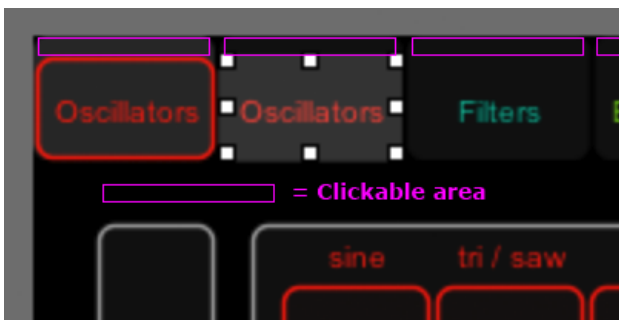 Oscillators Oscillators Filters
= Clickable area
sine tri / saw